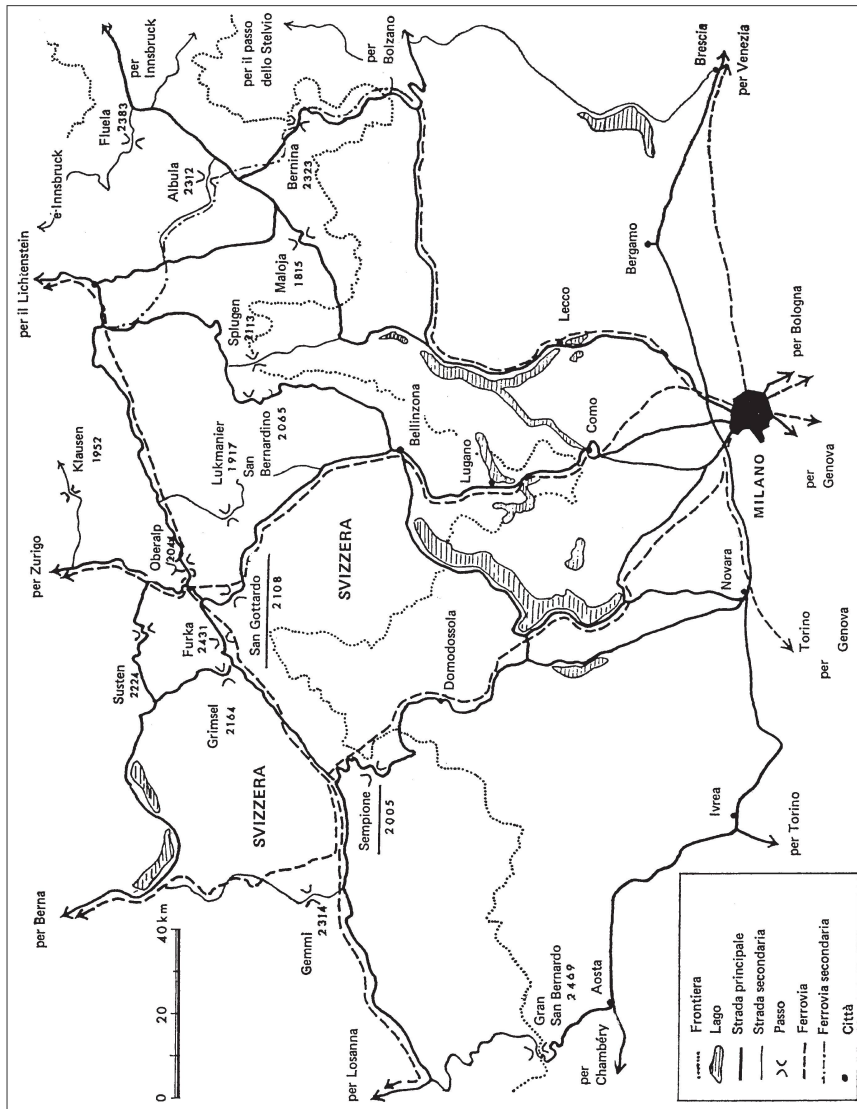 per Berna
per Zurigo
per il Lichienstein
e·Innsbruck
per
Innsbruck
Fluela
2383
Klausen
1952
Susten
2224
Albula
2312
Oberalp
per il passo
dello Stelvio
Furka
2431
Grimsel
2164
Lukmanier
1917
San
Bernardino
2065
Splugen
2113
Maloja
1815
Bernina
2323
San Gottardo
2108
SVIZZERA
Gemmi
2314
40 km
20
0
SVIZZERA
per Losanna
Sempione
2005
per
Bolzano
Bellinzona
Domodossola
Lugano
Lecco
Como
Gran
San Bernardo
2469
Aosta
per
Chambéry
Bergamo
Brescia
per Venezia
Ivrea
Novara
MILANO
per Torino
Torino
per
Genova
per
Genova
per Bologna
Frontiera
Lago
Strada principale
Strada secondaria
Passo
Ferrovia
Ferrovia secondaria
Città